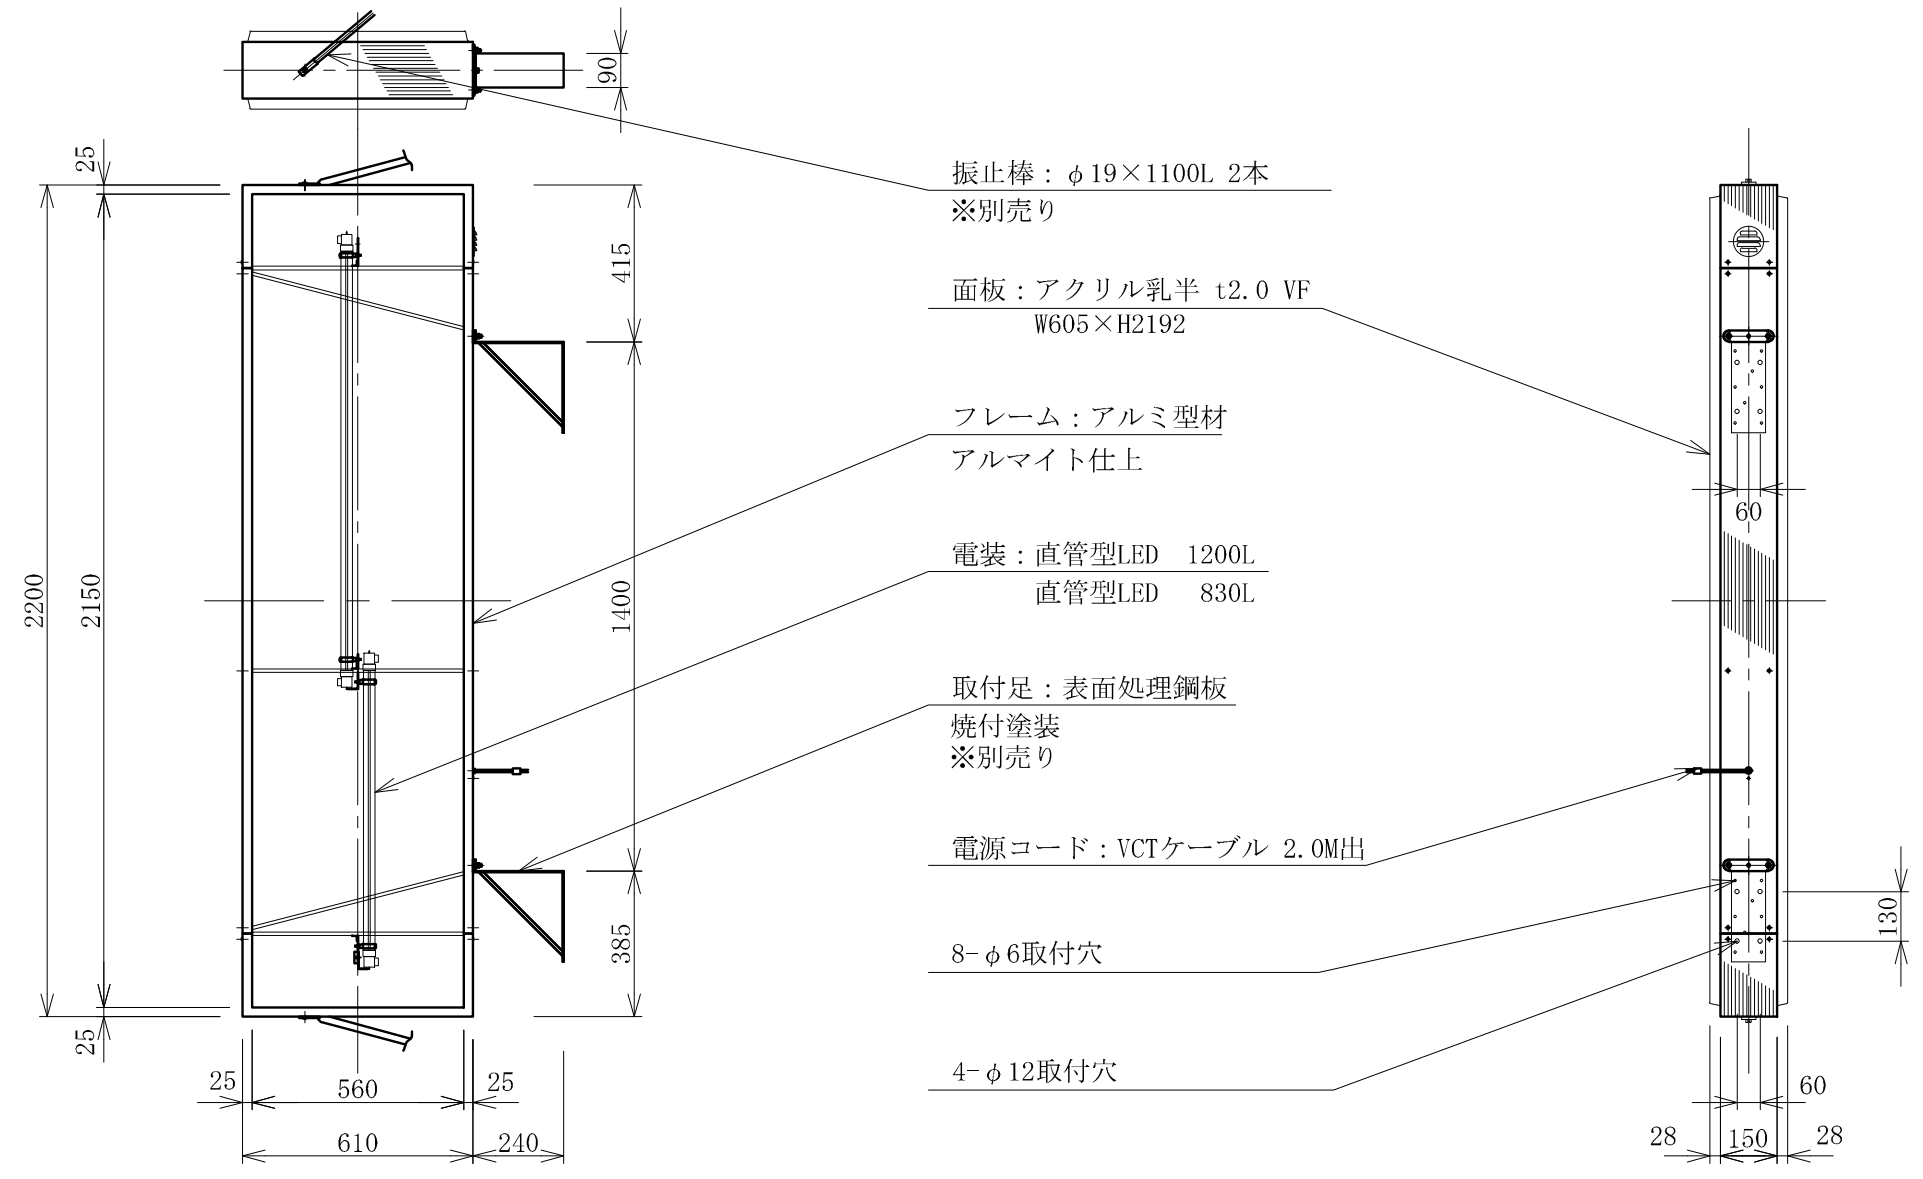 90
25
振止棒：φ19×1100L 2本
※別売り
415
面板：アクリル乳半 t2.0 VF
W605×H2192
フレーム：アルミ型材
アルマイト仕上
60
電装：直管型LED 1200L
直管型LED 830L
2200
2150
1400
取付足：表面処理鋼板
焼付塗装
※別売り
電源コード：VCTケーブル 2.0M出
130
385
8-φ6取付穴
25
4-φ12取付穴
25
560
25
60
610
240
28
150
28